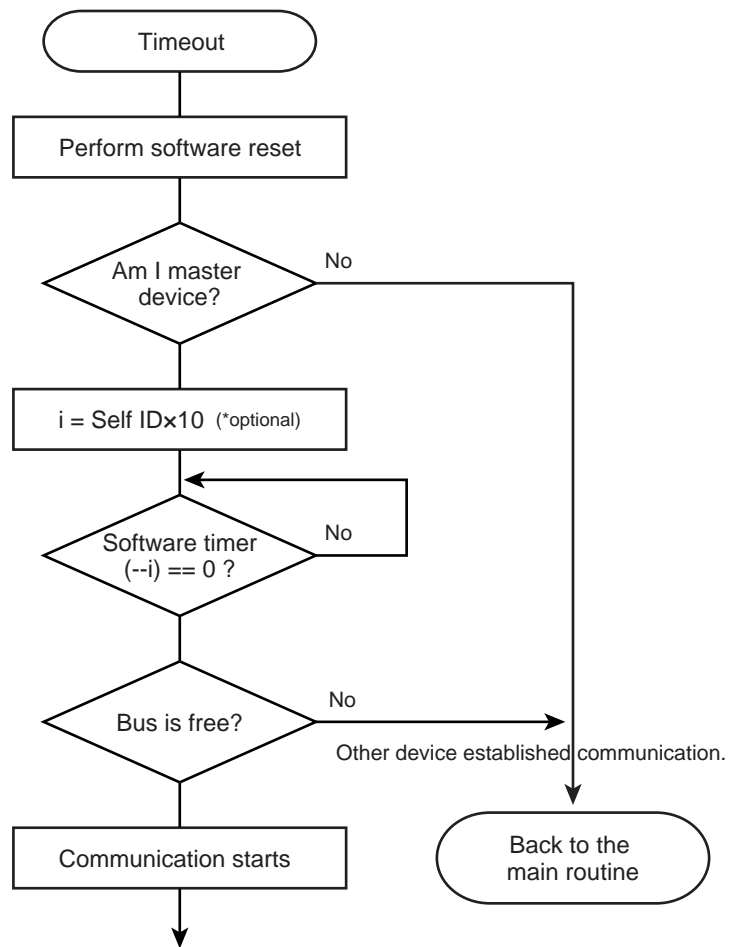 Timeout
Perform software reset
Am I master
device?
No
i = Self ID×10 (*optional)
Software timer
(--i) == 0 ?
No
Bus is free?
No
Other device established communication.
Communication starts
Back to the
main routine